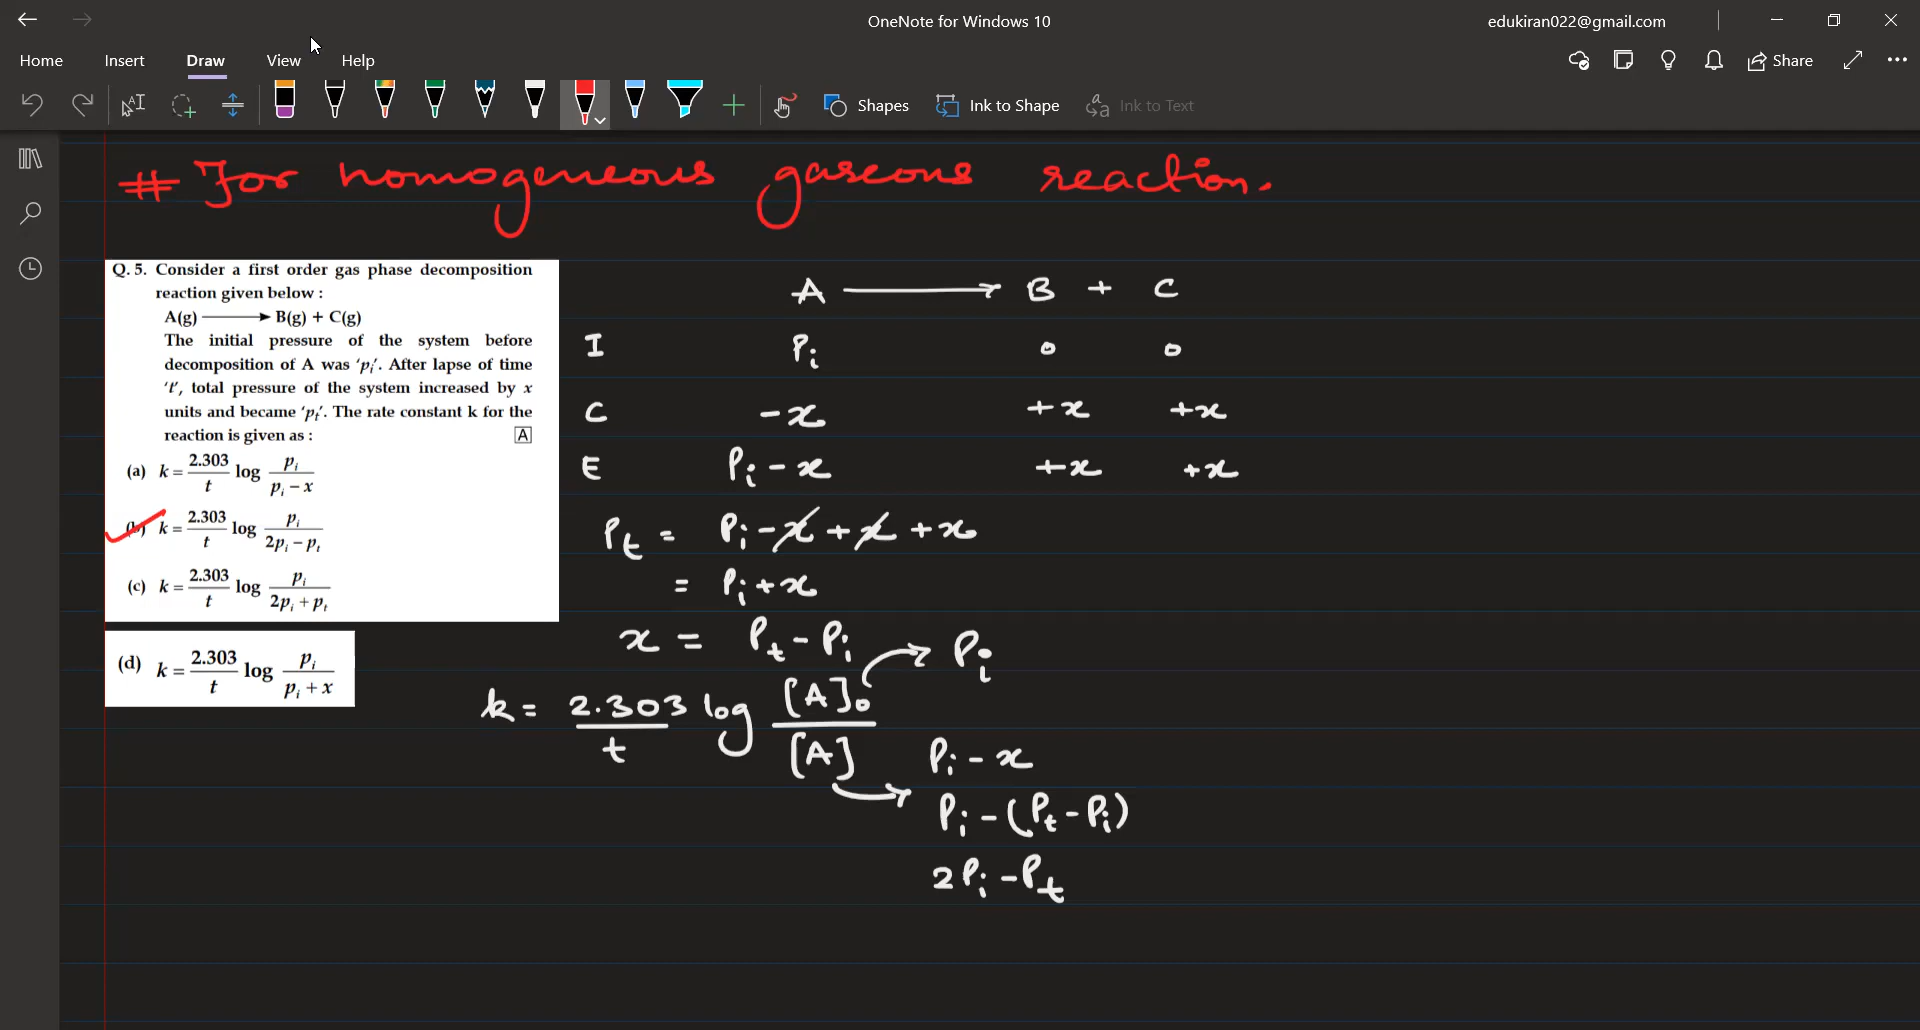 OneNote for Windows 10
edukiran022@gmail.com
Home Insert Draw View Help
Share
Shapes Ink to Shape Ink to Text
# For homogeneous gaseous reaction.
Q. 5. Consider a first order gas phase decomposition
reaction given below :
A(g) ⟶ B(g) + C(g)
The initial pressure of the system before
decomposition of A was ‘pᵢ’. After lapse of time
‘t’, total pressure of the system increased by x
units and became ‘pₜ’. The rate constant k for the
reaction is given as : A
(a) k = 2.303/t log pᵢ/(pᵢ − x)
(b) k = 2.303/t log pᵢ/(2pᵢ − pₜ)
(c) k = 2.303/t log pᵢ/(2pᵢ + pₜ)
(d) k = 2.303/t log pᵢ/(pᵢ + x)
A ⟶ B + C
I Pᵢ 0 0
C −x +x +x
E Pᵢ − x +x +x
Pₜ = Pᵢ − x + x + x
= Pᵢ + x
x = Pₜ − Pᵢ
k = 2.303/t log [A]₀/[A]
Pᵢ
Pᵢ − x
Pᵢ − (Pₜ − Pᵢ)
2Pᵢ − Pₜ